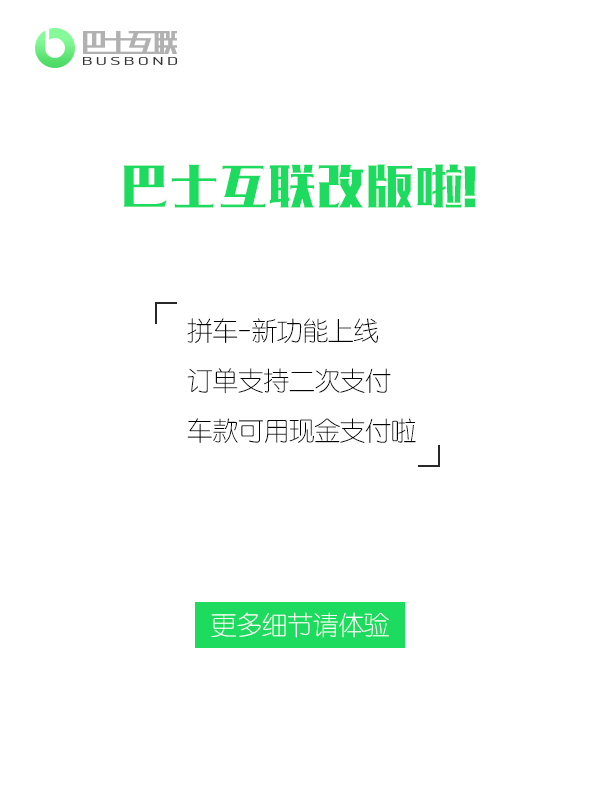 巴士互联
BUSBOND
巴士互联改版啦!
拼车-新功能上线
订单支持二次支付
车款可用现金支付啦
更多细节请体验